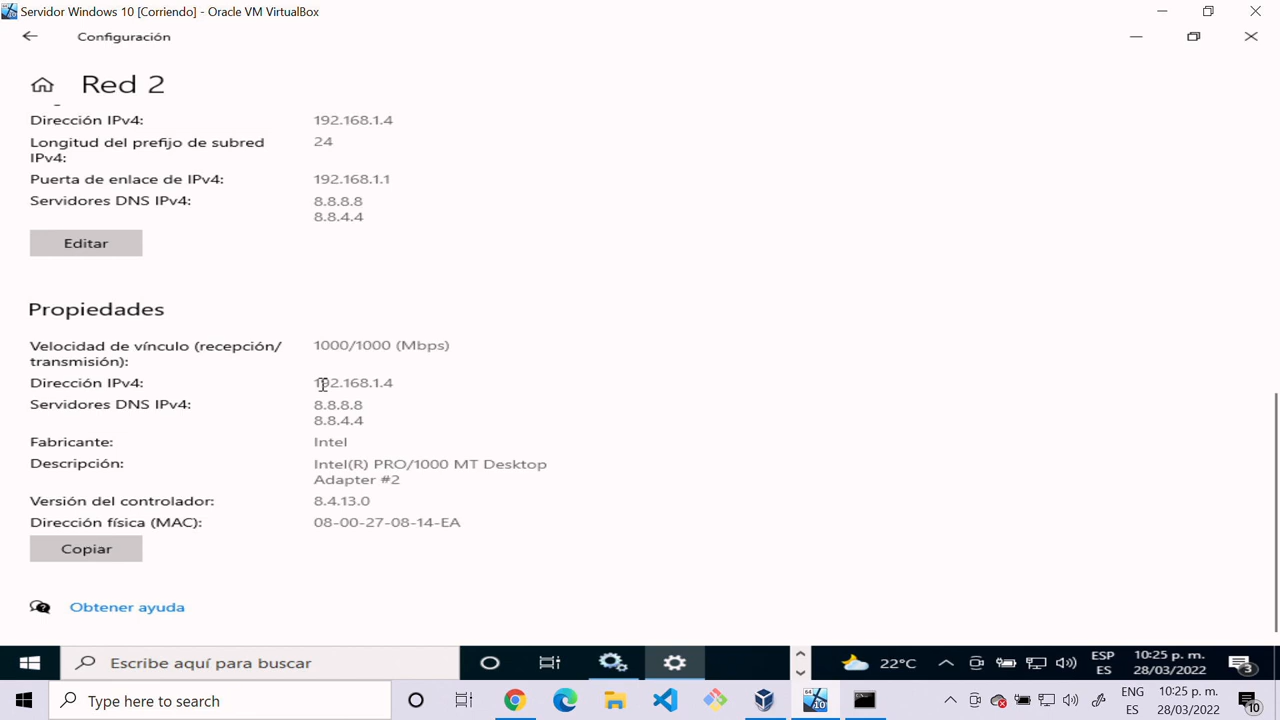 Servidor Windows 10 [Corriendo] - Oracle VM VirtualBox
Configuración
Red 2
Dirección IPv4: 192.168.1.4
Longitud del prefijo de subred 24
IPv4:
Puerta de enlace de IPv4: 192.168.1.1
Servidores DNS IPv4: 8.8.8.8
8.8.4.4
Editar
Propiedades
Velocidad de vínculo (recepción/ 1000/1000 (Mbps)
transmisión):
Dirección IPv4: 192.168.1.4
Servidores DNS IPv4: 8.8.8.8
8.8.4.4
Fabricante: Intel
Descripción: Intel(R) PRO/1000 MT Desktop
Adapter #2
Versión del controlador: 8.4.13.0
Dirección física (MAC): 08-00-27-08-14-EA
Copiar
Obtener ayuda
Escribe aquí para buscar 22°C ESP 10:25 p. m.
ES 28/03/2022 3
Type here to search 10 ENG 10:25 p. m.
ES 28/03/2022 10